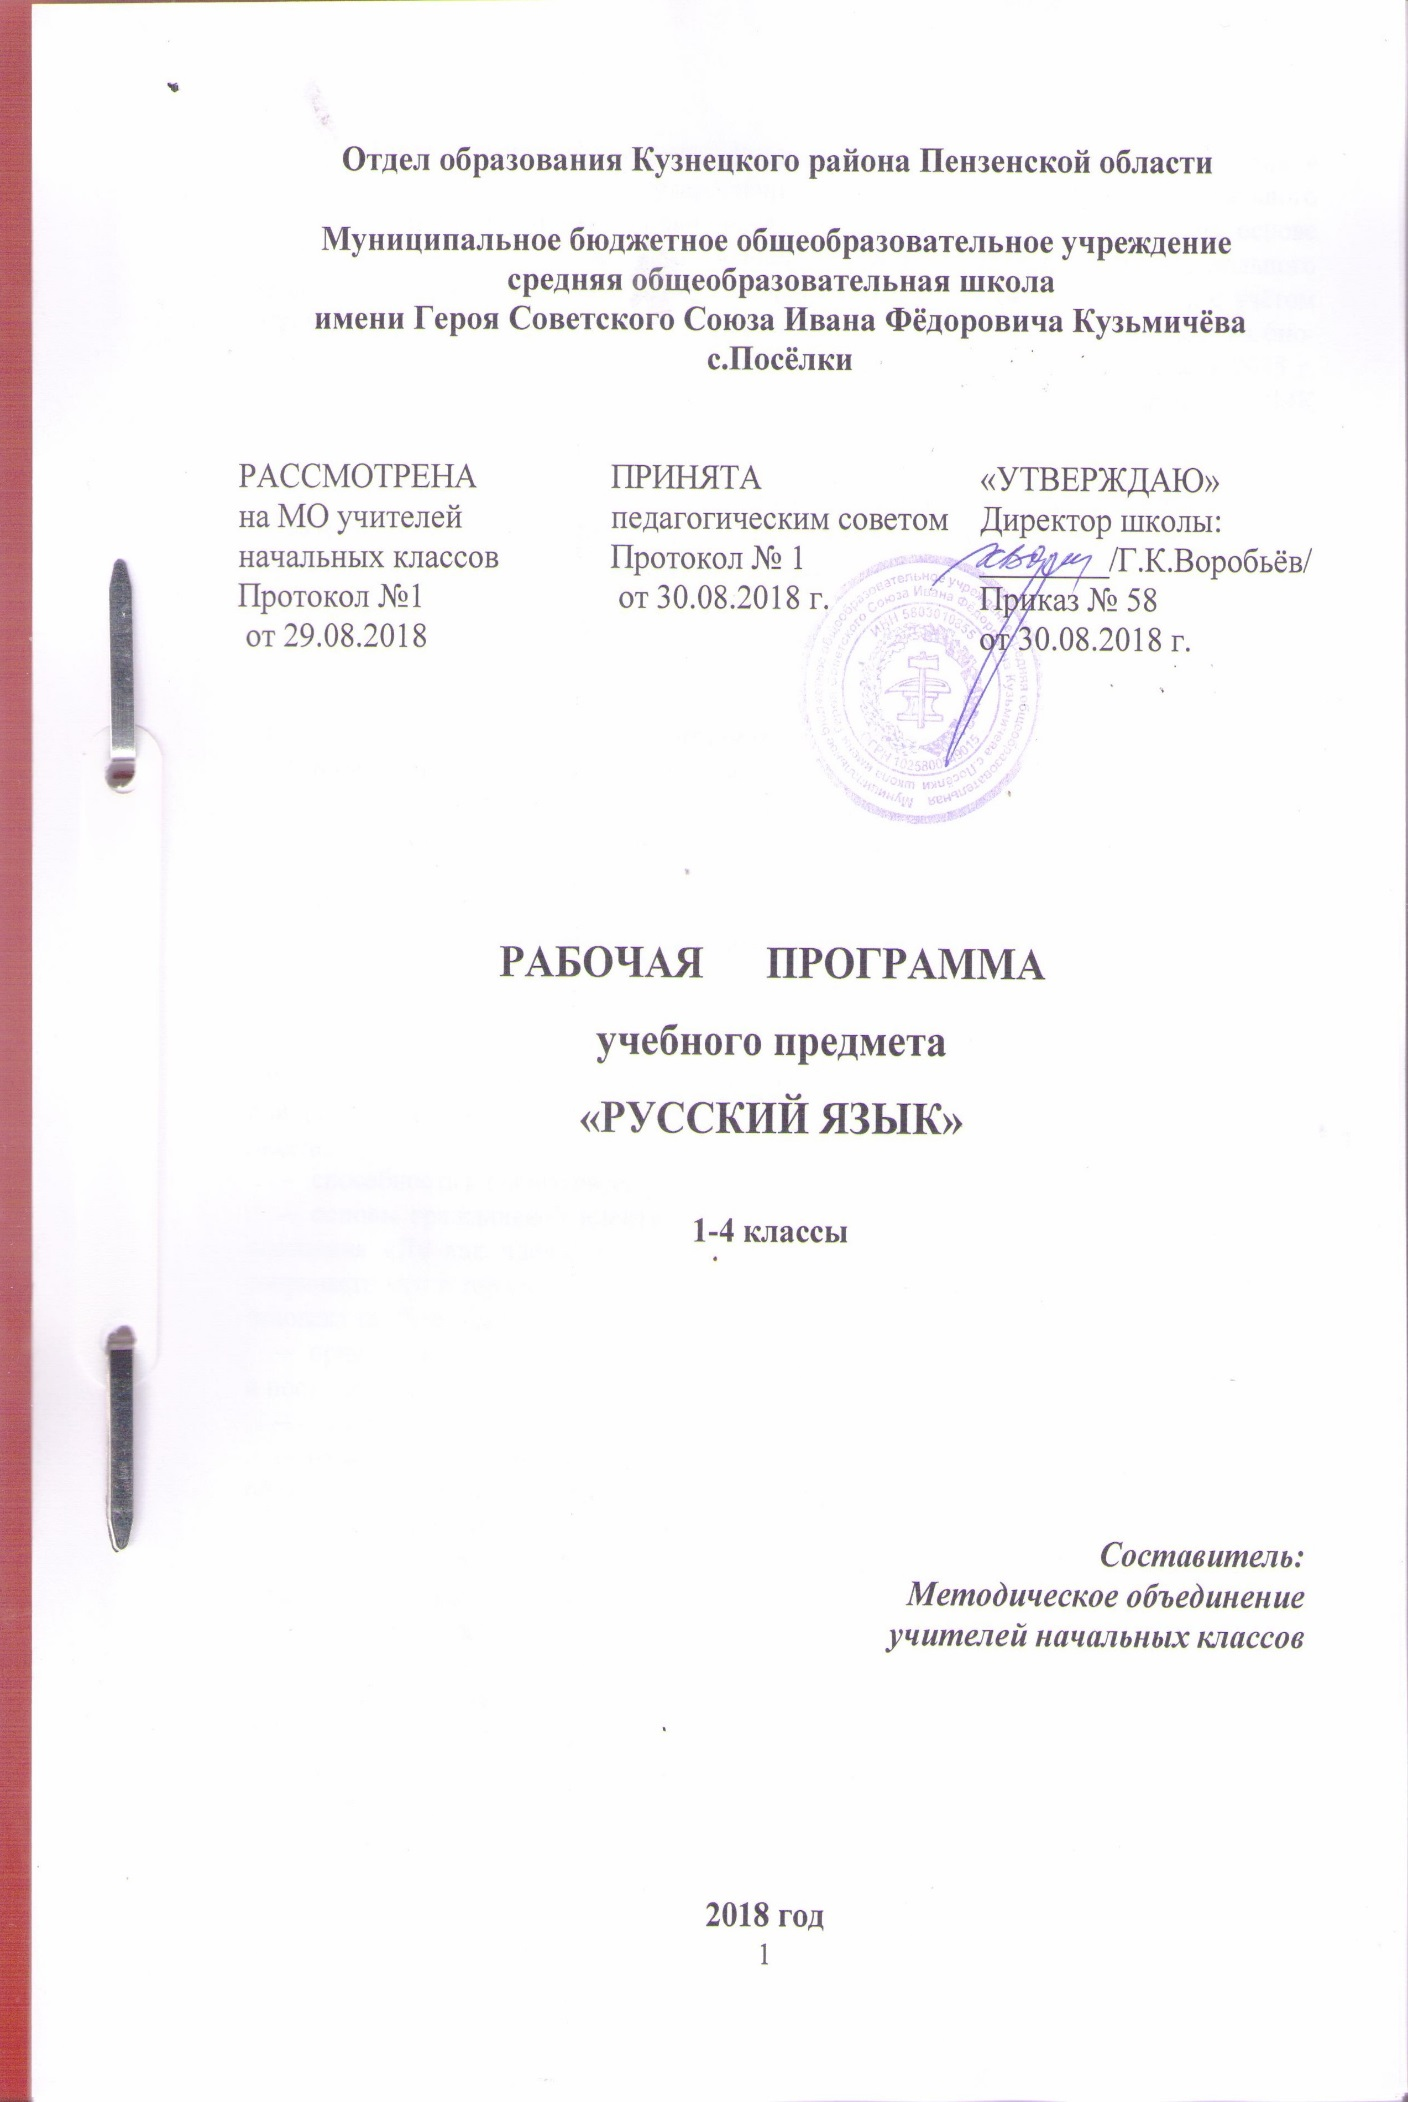 Отдел образования Кузнецкого района Пензенской области
Муниципальное бюджетное общеобразовательное учреждение
средняя общеобразовательная школа
имени Героя Советского Союза Ивана Фёдоровича Кузьмичёва
с.Посёлки
РАССМОТРЕНА
на МО учителей
начальных классов
Протокол №1
от 29.08.2018
ПРИНЯТА
педагогическим советом
Протокол № 1
от 30.08.2018 г.
«УТВЕРЖДАЮ»
Директор школы:
/Г.К.Воробьёв/
Приказ № 58
от 30.08.2018 г.
РАБОЧАЯ ПРОГРАММА
учебного предмета
«РУССКИЙ ЯЗЫК»
1-4 классы
Составитель:
Методическое объединение
учителей начальных классов
2018 год
1